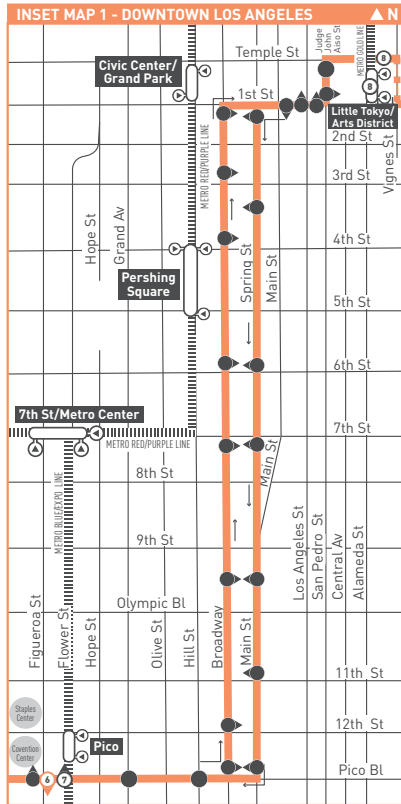 INSET MAP 1 - DOWNTOWN LOS ANGELES
N
Temple St
Judge
John
Aiso St
METRO GOLD LINE
8
8
Civic Center/
Grand Park
1st St
Little Tokyo/
Arts District
2nd St
Vignes St
METRO RED/PURPLE LINE
3rd St
Hope St
Grand Av
Spring St
Main St
4th St
Pershing
Square
5th St
6th St
7th St/Metro Center
METRO RED/PURPLE LINE
7th St
8th St
Main St
METRO BLUE/EXPO LINE
9th St
Los Angeles St
San Pedro St
Central Av
Alameda St
Olympic Bl
Figueroa St
Flower St
Hope St
Olive St
Hill St
Broadway
Main St
11th St
Staples
Center
12th St
Covention
Center
Pico
Pico Bl
6
7